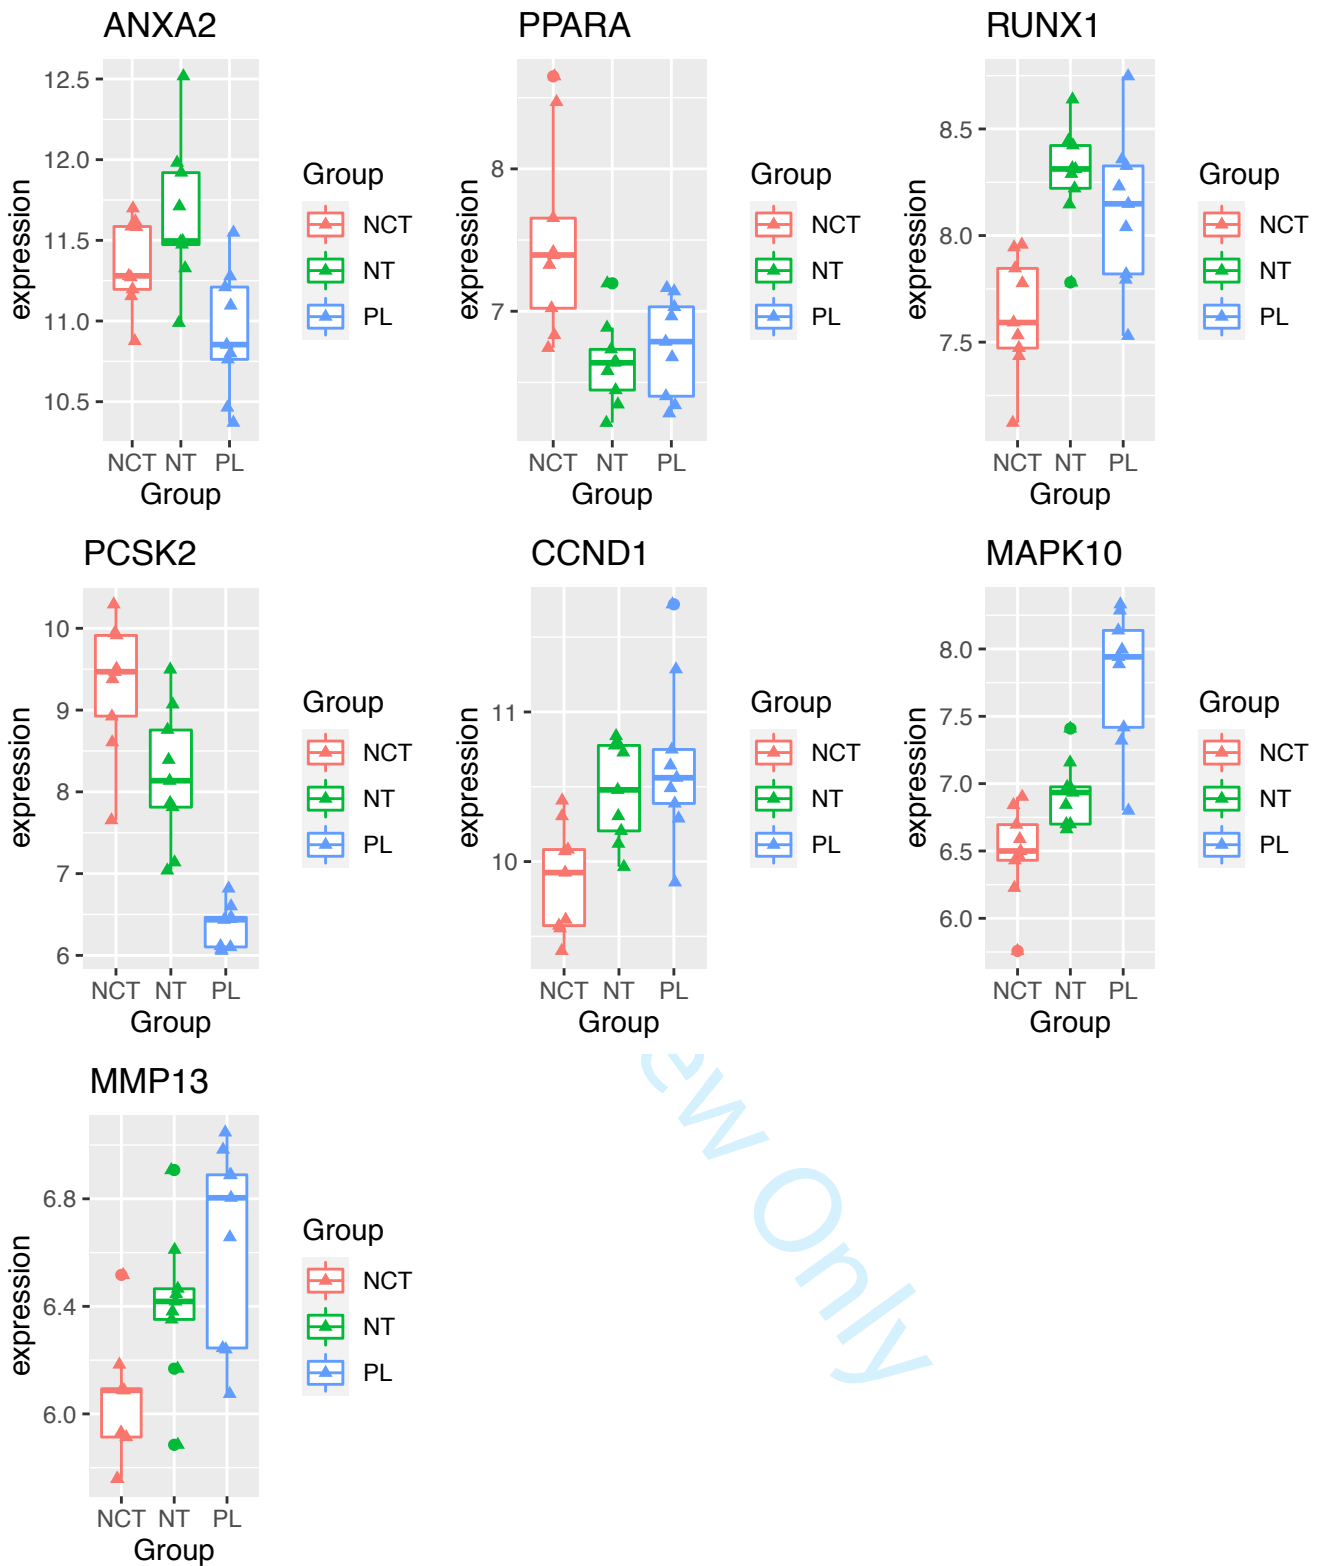 ANXA2
PPARA
RUNX1
12.5
12.0
11.5
11.0
10.5
expression
NCT NT PL
Group
Group
NCT
NT
PL
8
7
expression
NCT NT PL
Group
Group
NCT
NT
PL
8.5
8.0
7.5
expression
NCT NT PL
Group
Group
NCT
NT
PL
PCSK2
CCND1
MAPK10
10
9
8
7
6
expression
NCT NT PL
Group
Group
NCT
NT
PL
11
10
expression
NCT NT PL
Group
Group
NCT
NT
PL
8.0
7.5
7.0
6.5
6.0
expression
NCT NT PL
Group
Group
NCT
NT
PL
MMP13
6.8
6.4
6.0
expression
NCT NT PL
Group
Group
NCT
NT
PL
ew Only